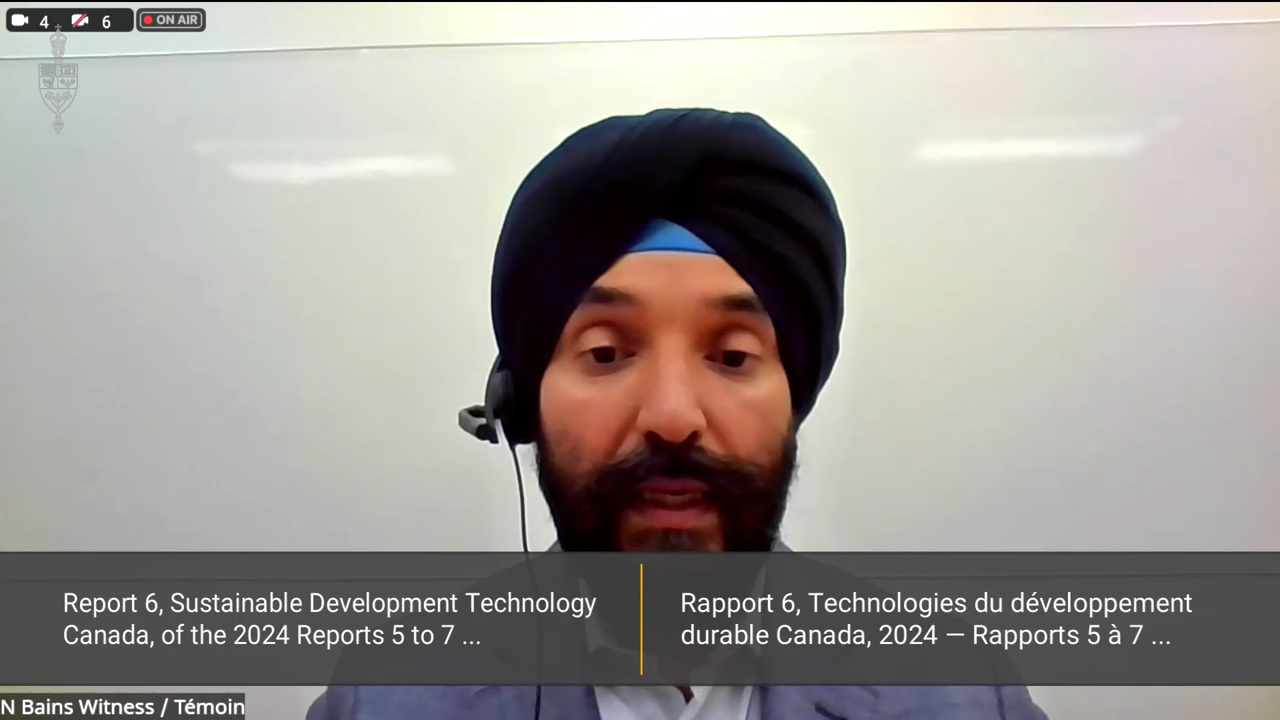 4 6 ON AIR
Report 6, Sustainable Development Technology
Canada, of the 2024 Reports 5 to 7 ...
Rapport 6, Technologies du développement
durable Canada, 2024 — Rapports 5 à 7 ...
N Bains Witness / Témoin